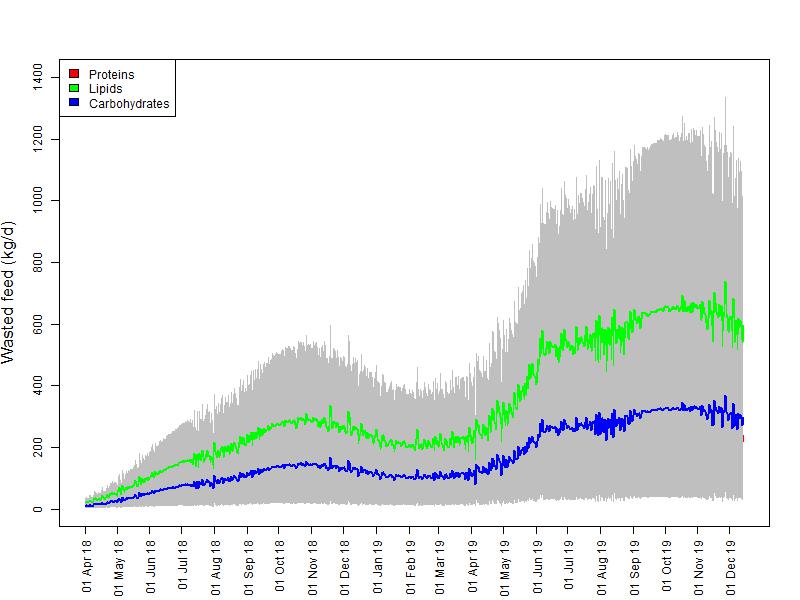 Proteins
Lipids
Carbohydrates
Wasted feed (kg/d)
1400
1200
1000
800
600
400
200
0
01 Apr 18
01 May 18
01 Jun 18
01 Jul 18
01 Aug 18
01 Sep 18
01 Oct 18
01 Nov 18
01 Dec 18
01 Jan 19
01 Feb 19
01 Mar 19
01 Apr 19
01 May 19
01 Jun 19
01 Jul 19
01 Aug 19
01 Sep 19
01 Oct 19
01 Nov 19
01 Dec 19